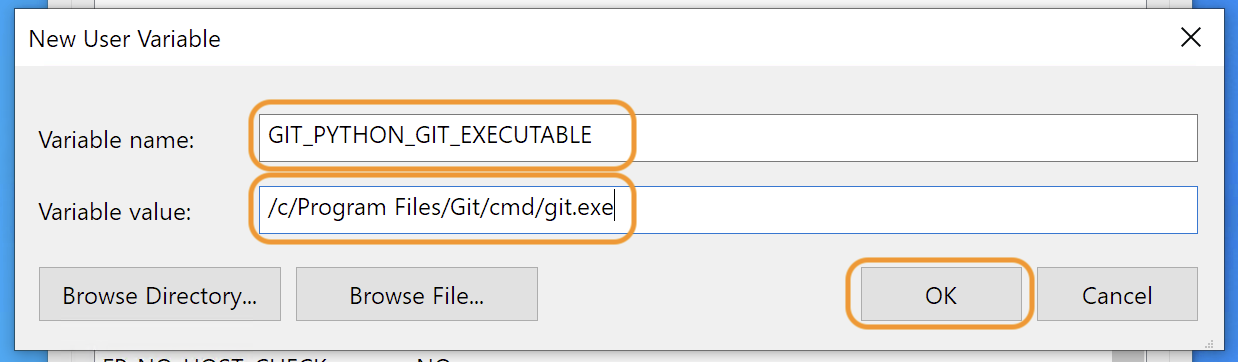 New User Variable
Variable name:
GIT_PYTHON_GIT_EXECUTABLE
Variable value:
/c/Program Files/Git/cmd/git.exe
Browse Directory...
Browse File...
OK
Cancel